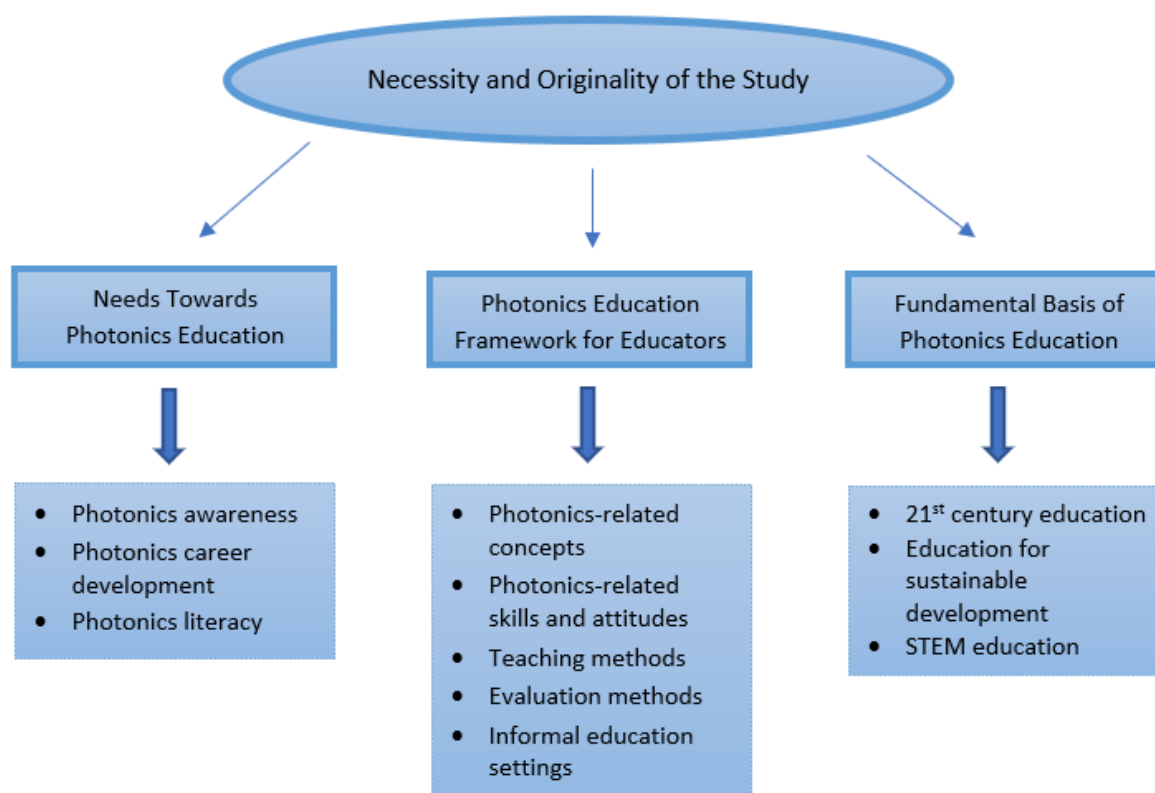 Necessity and Originality of the Study
Needs Towards
Photonics Education
Photonics Education
Framework for Educators
Fundamental Basis of
Photonics Education
• Photonics awareness
• Photonics career
development
• Photonics literacy
• Photonics-related
concepts
• Photonics-related
skills and attitudes
• Teaching methods
• Evaluation methods
• Informal education
settings
• 21st century education
• Education for
sustainable
development
• STEM education